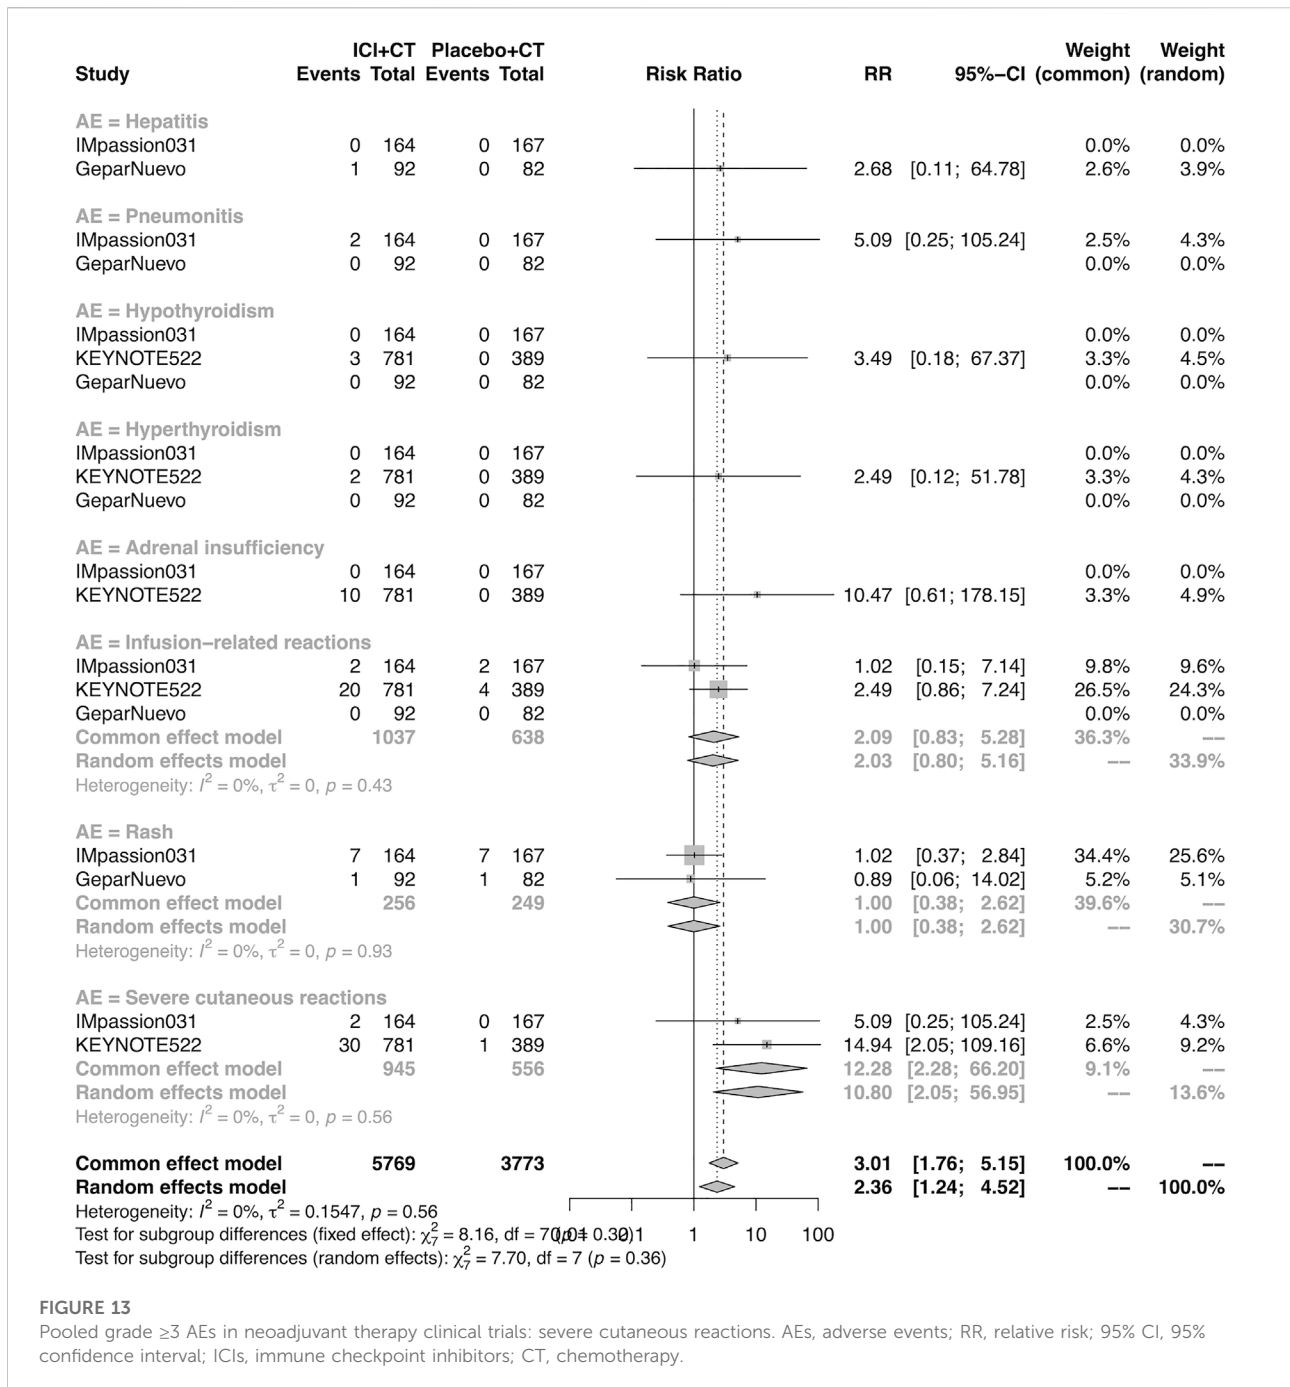 ICI+CT Placebo+CT Weight Weight
Study Events Total Events Total Risk Ratio RR 95%−CI (common) (random)
AE = Hepatitis
IMpassion031 0 164 0 167 0.0% 0.0%
GeparNuevo 1 92 0 82 2.68 [0.11; 64.78] 2.6% 3.9%
AE = Pneumonitis
IMpassion031 2 164 0 167 5.09 [0.25; 105.24] 2.5% 4.3%
GeparNuevo 0 92 0 82 0.0% 0.0%
AE = Hypothyroidism
IMpassion031 0 164 0 167 0.0% 0.0%
KEYNOTE522 3 781 0 389 3.49 [0.18; 67.37] 3.3% 4.5%
GeparNuevo 0 92 0 82 0.0% 0.0%
AE = Hyperthyroidism
IMpassion031 0 164 0 167 0.0% 0.0%
KEYNOTE522 2 781 0 389 2.49 [0.12; 51.78] 3.3% 4.3%
GeparNuevo 0 92 0 82 0.0% 0.0%
AE = Adrenal insufficiency
IMpassion031 0 164 0 167 0.0% 0.0%
KEYNOTE522 10 781 0 389 10.47 [0.61; 178.15] 3.3% 4.9%
AE = Infusion−related reactions
IMpassion031 2 164 2 167 1.02 [0.15; 7.14] 9.8% 9.6%
KEYNOTE522 20 781 4 389 2.49 [0.86; 7.24] 26.5% 24.3%
GeparNuevo 0 92 0 82 0.0% 0.0%
Common effect model 1037 638 2.09 [0.83; 5.28] 36.3% −−
Random effects model 2.03 [0.80; 5.16] −− 33.9%
Heterogeneity: I² = 0%, τ² = 0, p = 0.43
AE = Rash
IMpassion031 7 164 7 167 1.02 [0.37; 2.84] 34.4% 25.6%
GeparNuevo 1 92 1 82 0.89 [0.06; 14.02] 5.2% 5.1%
Common effect model 256 249 1.00 [0.38; 2.62] 39.6% −−
Random effects model 1.00 [0.38; 2.62] −− 30.7%
Heterogeneity: I² = 0%, τ² = 0, p = 0.93
AE = Severe cutaneous reactions
IMpassion031 2 164 0 167 5.09 [0.25; 105.24] 2.5% 4.3%
KEYNOTE522 30 781 1 389 14.94 [2.05; 109.16] 6.6% 9.2%
Common effect model 945 556 12.28 [2.28; 66.20] 9.1% −−
Random effects model 10.80 [2.05; 56.95] −− 13.6%
Heterogeneity: I² = 0%, τ² = 0, p = 0.56
Common effect model 5769 3773 3.01 [1.76; 5.15] 100.0% −−
Random effects model 2.36 [1.24; 4.52] −− 100.0%
Heterogeneity: I² = 0%, τ² = 0.1547, p = 0.56
Test for subgroup differences (fixed effect): χ²₇ = 8.16, df = 7 (p = 0.32) 0.01 0.1 1 10 100
Test for subgroup differences (random effects): χ²₇ = 7.70, df = 7 (p = 0.36)
FIGURE 13
Pooled grade ≥3 AEs in neoadjuvant therapy clinical trials: severe cutaneous reactions. AEs, adverse events; RR, relative risk; 95% CI, 95%
confidence interval; ICIs, immune checkpoint inhibitors; CT, chemotherapy.